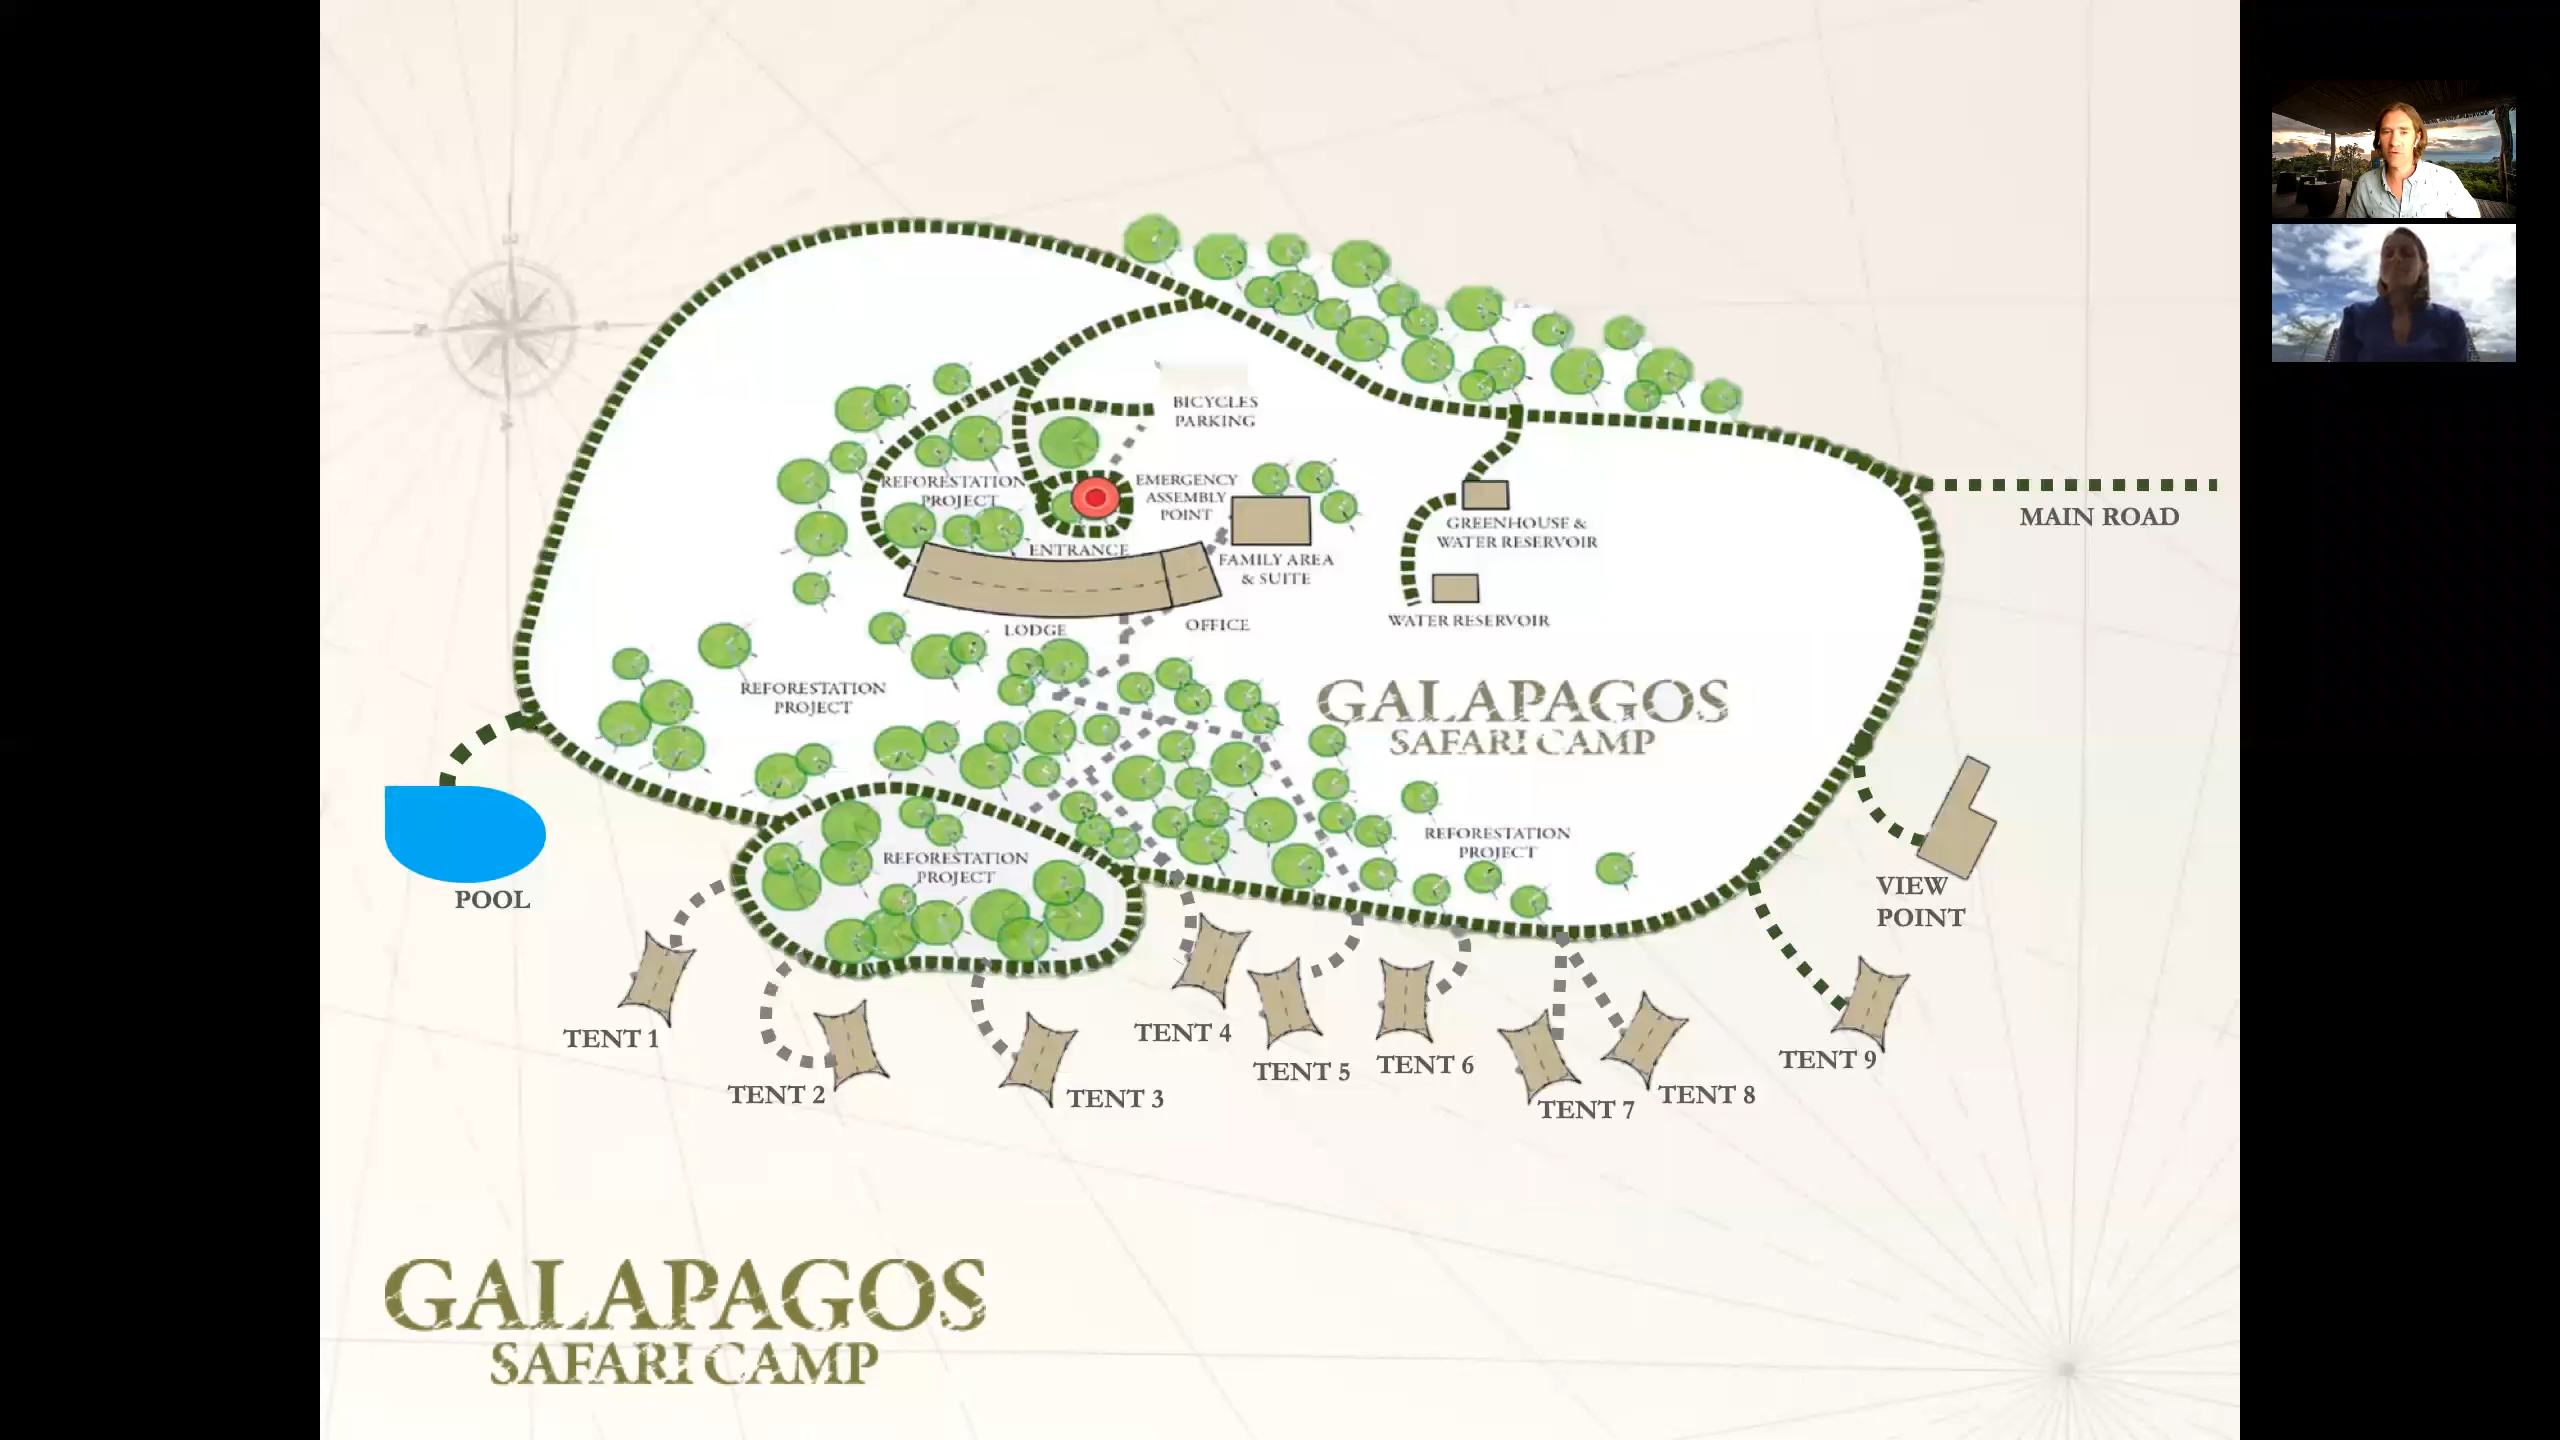 BICYCLES
PARKING
REFORESTATION
PROJECT
EMERGENCY
ASSEMBLY
POINT
MAIN ROAD
GREENHOUSE &
WATER RESERVOIR
ENTRANCE
FAMILY AREA
& SUITE
LODGE
OFFICE
WATER RESERVOIR
REFORESTATION
PROJECT
GALAPAGOS
SAFARI CAMP
REFORESTATION
PROJECT
REFORESTATION
PROJECT
POOL
VIEW
POINT
TENT 1
TENT 2
TENT 3
TENT 4
TENT 5
TENT 6
TENT 7
TENT 8
TENT 9
GALAPAGOS
SAFARI CAMP